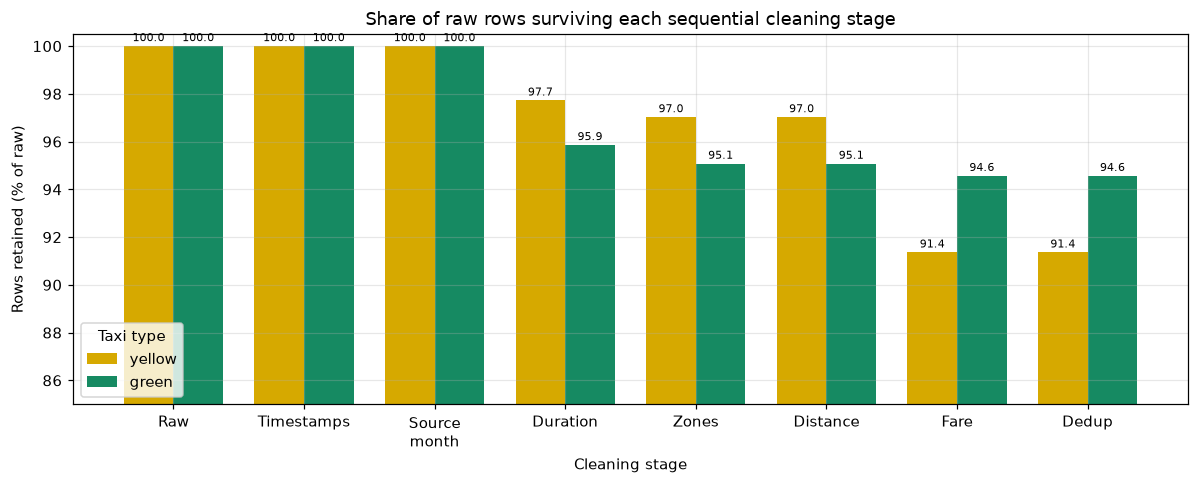 Share of raw rows surviving each sequential cleaning stage
Rows retained (% of raw)
100
98
96
94
92
90
88
86
100.0 100.0 100.0 100.0 100.0 100.0
97.7 95.9 97.0 95.1 97.0 95.1 91.4 94.6 91.4 94.6
Taxi type
yellow
green
Raw Timestamps Source month Duration Zones Distance Fare Dedup
Cleaning stage